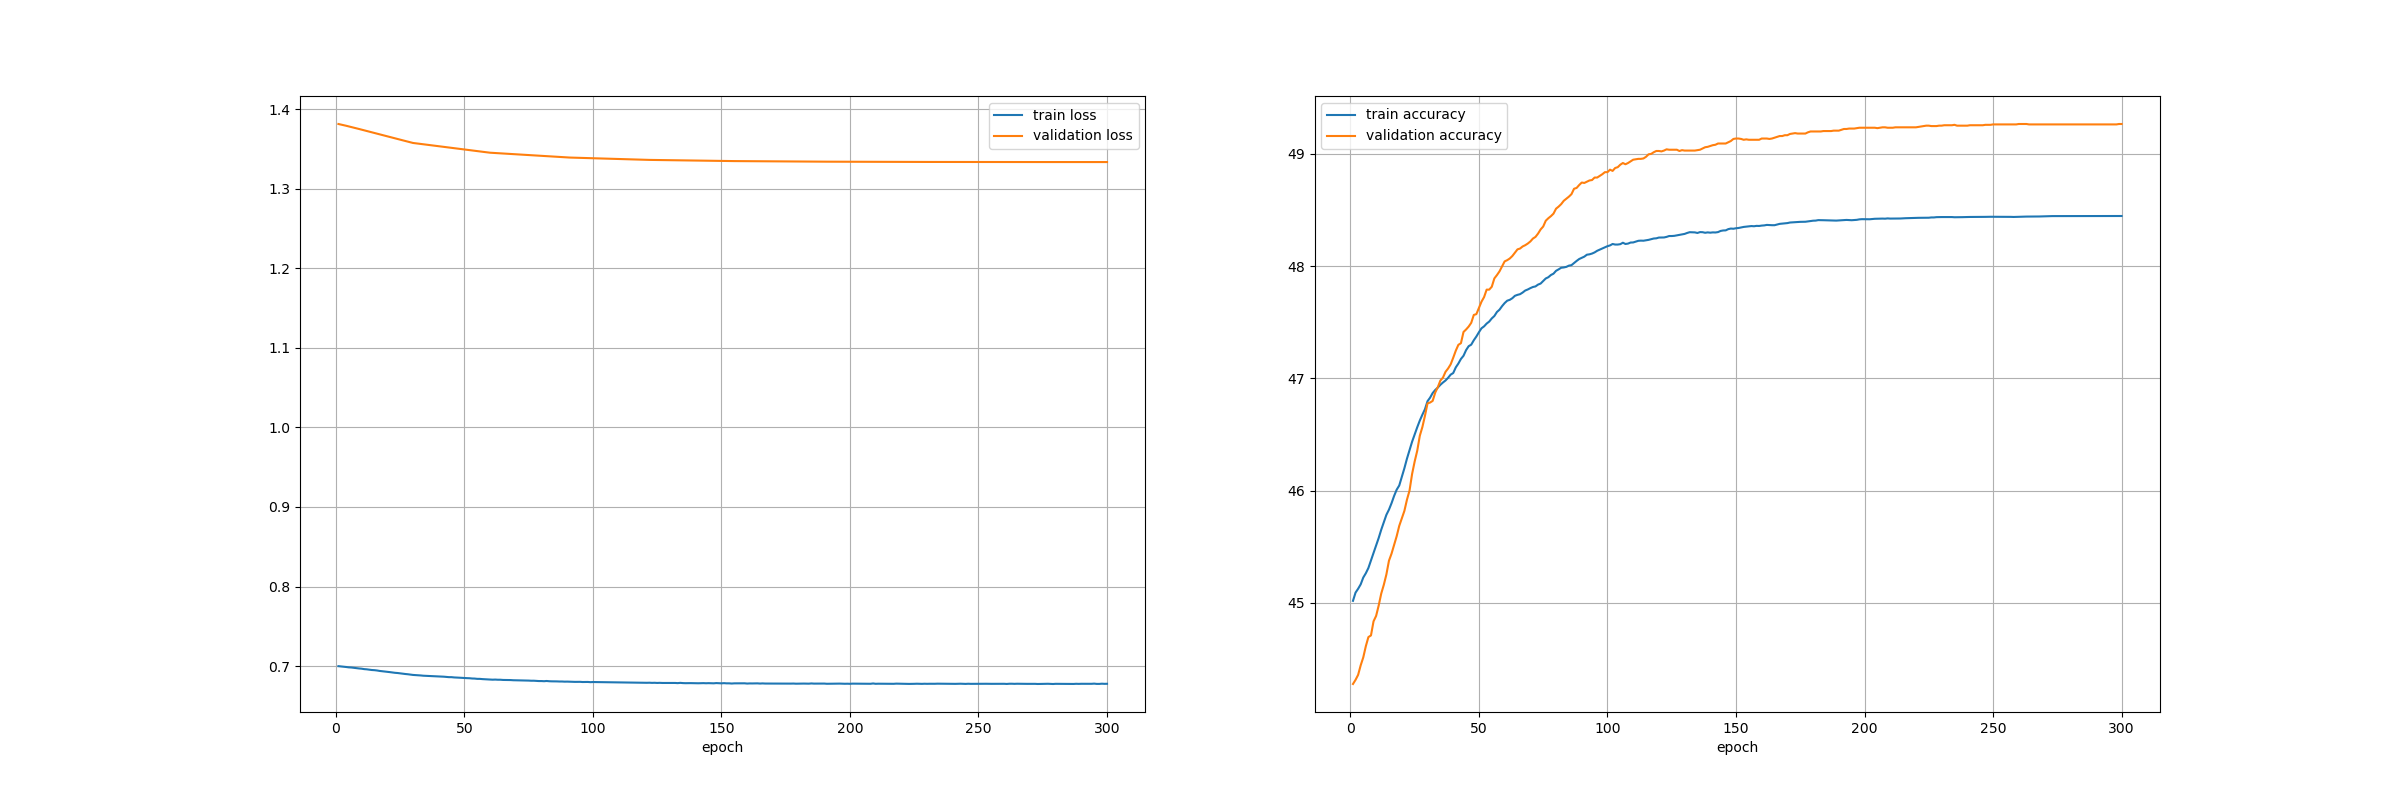 train loss
validation loss
1.4
1.3
1.2
1.1
1.0
0.9
0.8
0.7
0 50 100 150 200 250 300
epoch
train accuracy
validation accuracy
49
48
47
46
45
0 50 100 150 200 250 300
epoch